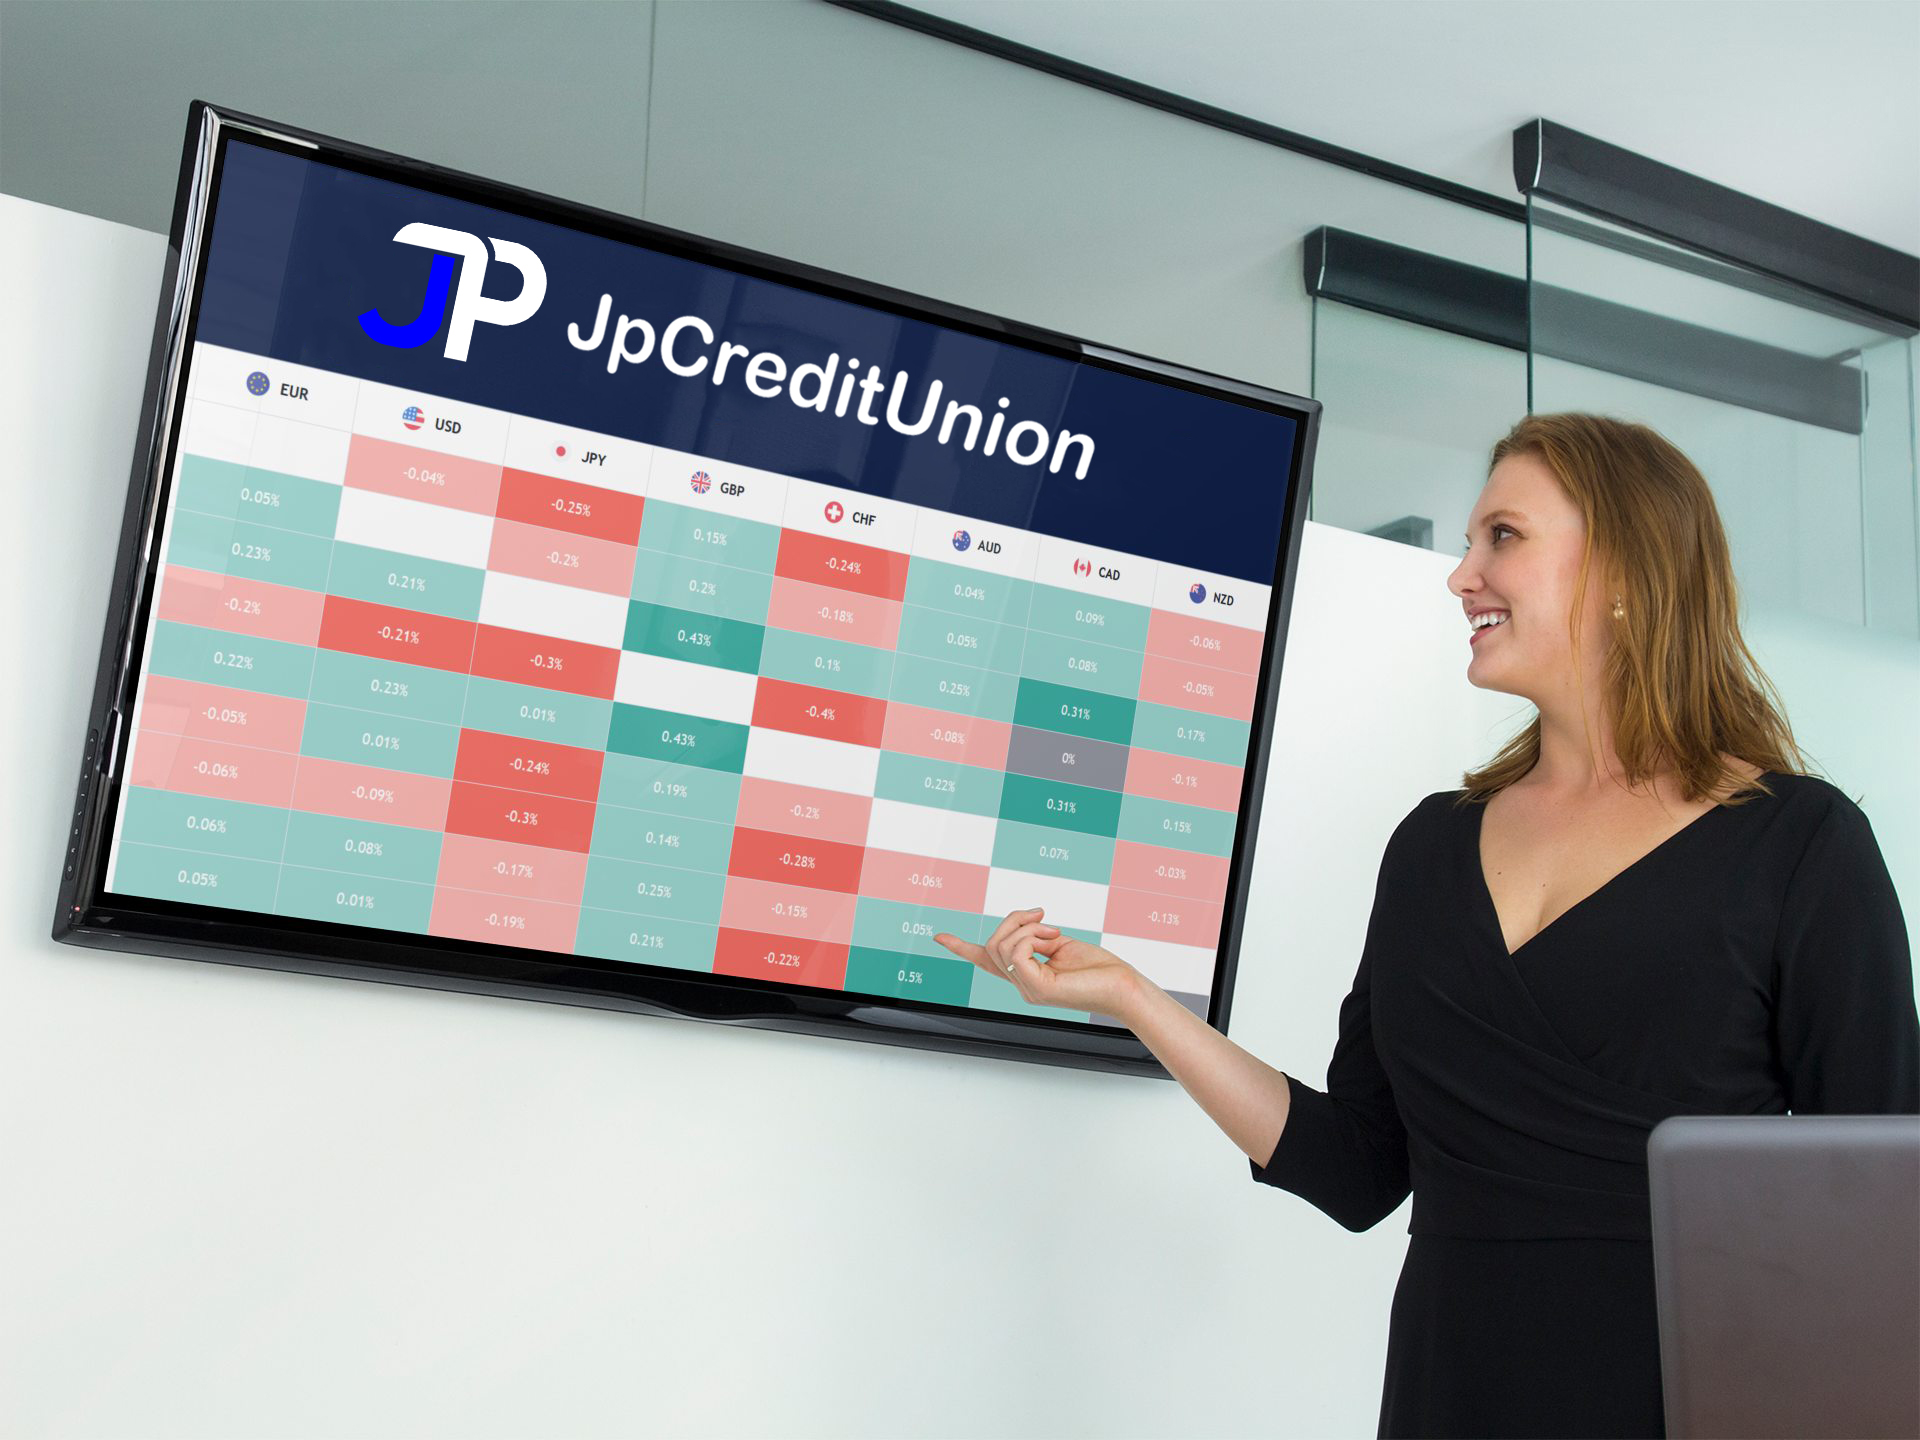 JP JpCreditUnion
EUR USD JPY GBP CHF AUD CAD NZD
-0.04% -0.25% 0.15% -0.24% 0.04% 0.09% -0.06%
0.05% -0.2% 0.2% -0.18% 0.05% 0.08% -0.05%
0.23% 0.21% 0.43% 0.1% 0.25% 0.31% 0.17%
-0.2% -0.21% -0.3% -0.4% -0.08% 0% -0.1%
0.22% 0.23% 0.01% 0.43% 0.22% 0.31% 0.15%
-0.05% 0.01% -0.24% 0.19% -0.2% 0.07% -0.03%
-0.06% -0.09% -0.3% 0.14% -0.28% -0.06% -0.13%
0.06% 0.08% -0.17% 0.25% -0.15% 0.05%
0.05% 0.01% -0.19% 0.21% -0.22% 0.5%